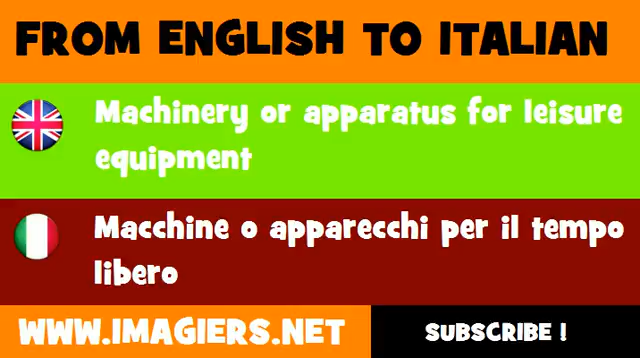 FROM ENGLISH TO ITALIAN
Machinery or apparatus for leisure
equipment
Macchine o apparecchi per il tempo
libero
WWW.IMAGIERS.NET
SUBSCRIBE !